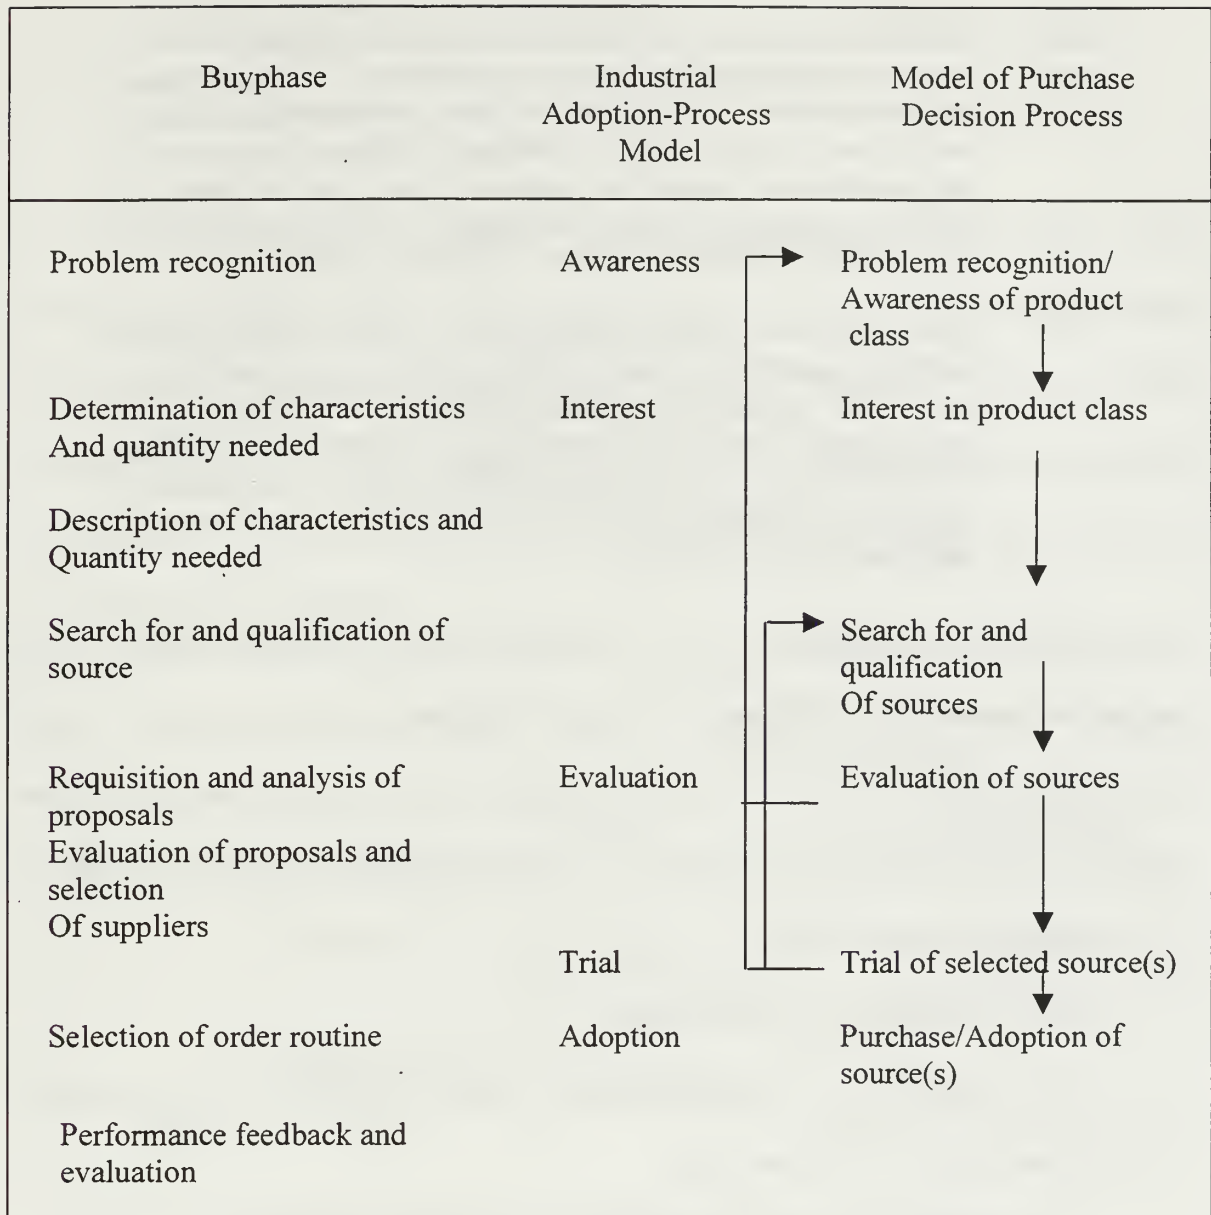 Buyphase Industrial Model of Purchase
Adoption-Process Decision Process
Model
Problem recognition Awareness Problem recognition/
Awareness of product
class
Determination of characteristics Interest Interest in product class
And quantity needed
Description of characteristics and
Quantity needed
Search for and qualification of Search for and
source qualification
Of sources
Requisition and analysis of Evaluation Evaluation of sources
proposals
Evaluation of proposals and
selection
Of suppliers
Trial Trial of selected source(s)
Selection of order routine Adoption Purchase/Adoption of
source(s)
Performance feedback and
evaluation